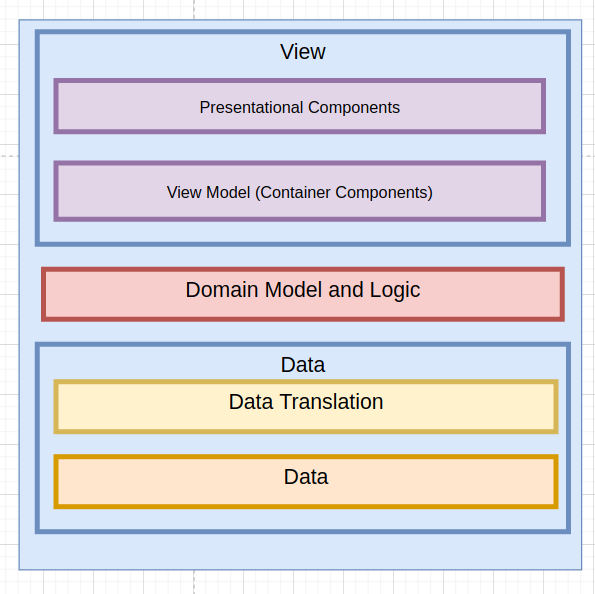 View
Presentational Components
View Model (Container Components)
Domain Model and Logic
Data
Data Translation
Data